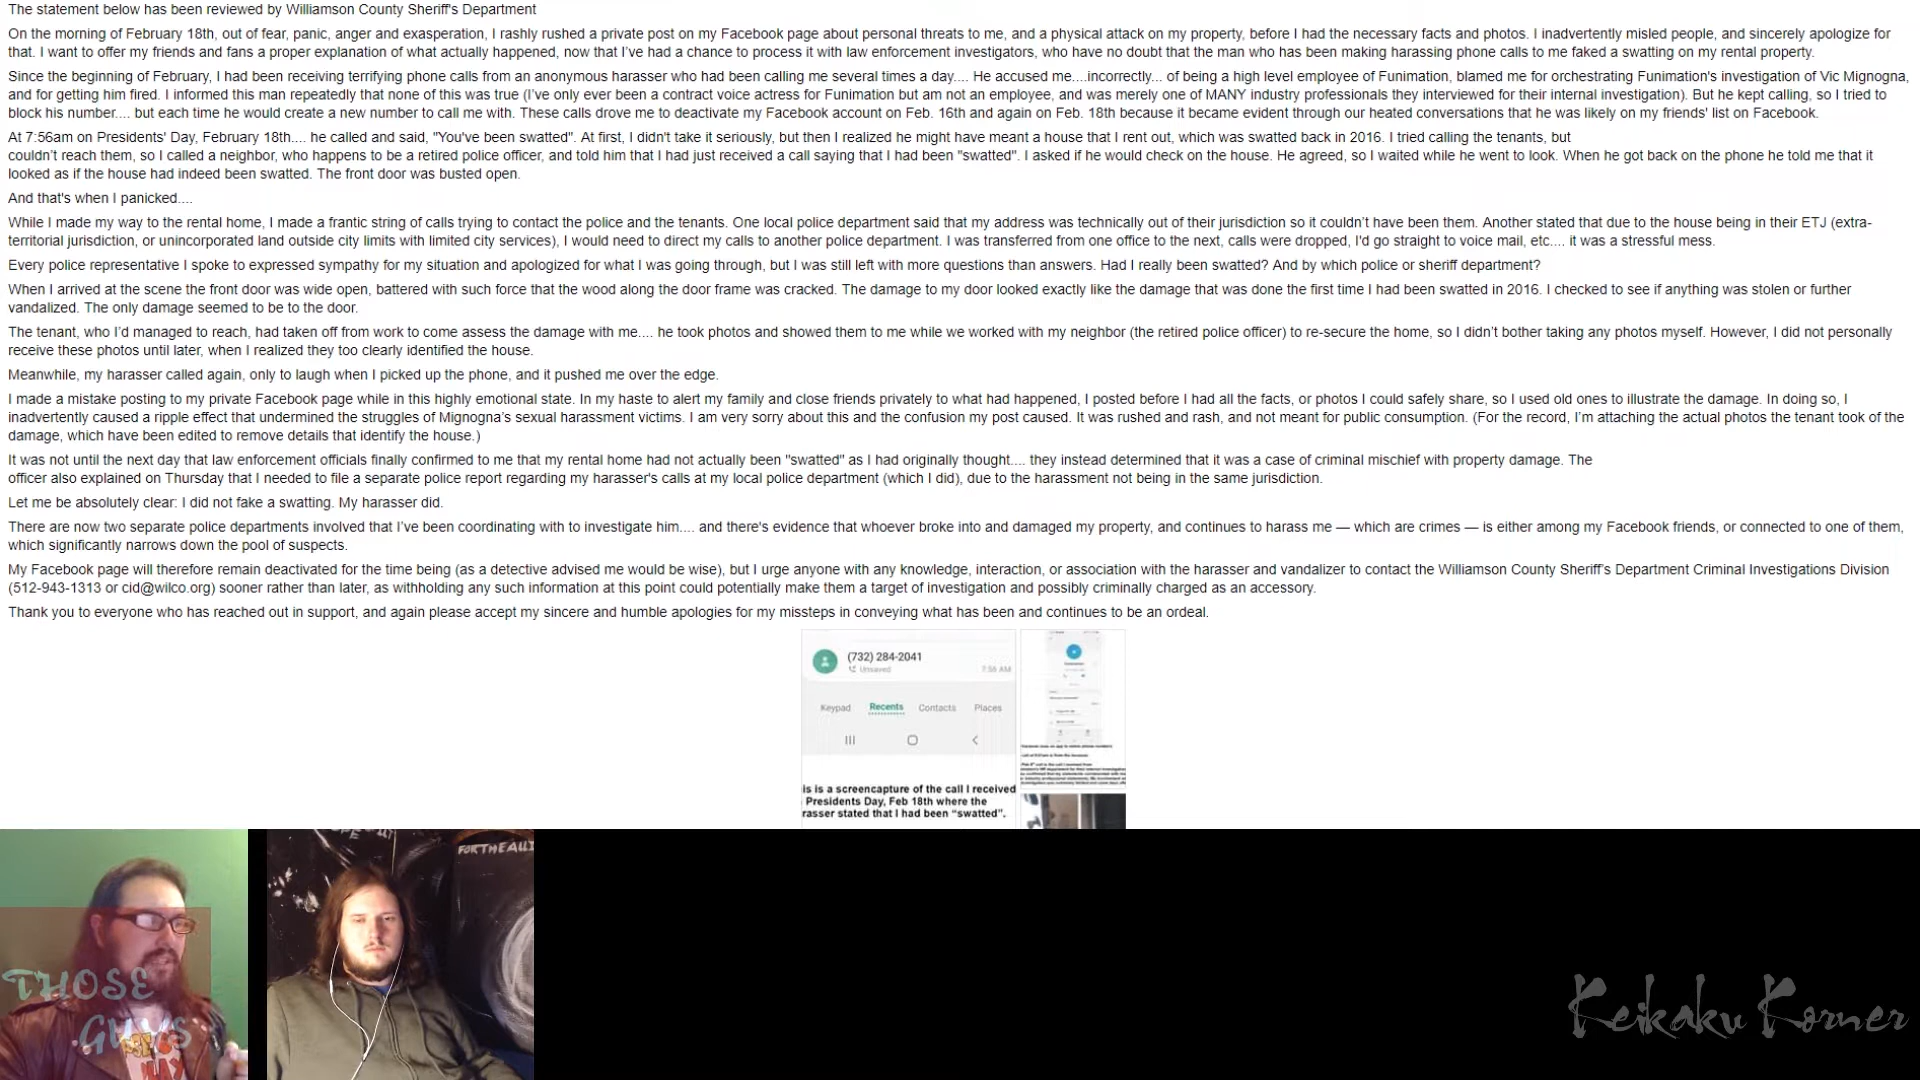 The statement below has been reviewed by Williamson County Sheriff's Department
On the morning of February 18th, out of fear, panic, anger and exasperation, I rashly rushed a private post on my Facebook page about personal threats to me, and a physical attack on my property, before I had the necessary facts and photos. I inadvertently misled people, and sincerely apologize for
that. I want to offer my friends and fans a proper explanation of what actually happened, now that I've had a chance to process it with law enforcement investigators, who have no doubt that the man who has been making harassing phone calls to me faked a swatting on my rental property.
Since the beginning of February, I had been receiving terrifying phone calls from an anonymous harasser who had been calling me several times a day.... He accused me....incorrectly... of being a high level employee of Funimation, blamed me for orchestrating Funimation's investigation of Vic Mignogna,
and for getting him fired. I informed this man repeatedly that none of this was true (I've only ever been a contract voice actress for Funimation but am not an employee, and was merely one of MANY industry professionals they interviewed for their internal investigation). But he kept calling, so I tried to
block his number.... but each time he would create a new number to call me with. These calls drove me to deactivate my Facebook account on Feb. 16th and again on Feb. 18th because it became evident through our heated conversations that he was likely on my friends' list on Facebook.
At 7:56am on Presidents' Day, February 18th.... he called and said, "You've been swatted". At first, I didn't take it seriously, but then I realized he might have meant a house that I rent out, which was swatted back in 2016. I tried calling the tenants, but
couldn't reach them, so I called a neighbor, who happens to be a retired police officer, and told him that I had just received a call saying that I had been "swatted". I asked if he would check on the house. He agreed, so I waited while he went to look. When he got back on the phone he told me that it
looked as if the house had indeed been swatted. The front door was busted open.
And that's when I panicked....
While I made my way to the rental home, I made a frantic string of calls trying to contact the police and the tenants. One local police department said that my address was technically out of their jurisdiction so it couldn't have been them. Another stated that due to the house being in their ETJ (extra-
territorial jurisdiction, or unincorporated land outside city limits with limited city services), I would need to direct my calls to another police department. I was transferred from one office to the next, calls were dropped, I'd go straight to voice mail, etc.... it was a stressful mess.
Every police representative I spoke to expressed sympathy for my situation and apologized for what I was going through, but I was still left with more questions than answers. Had I really been swatted? And by which police or sheriff department?
When I arrived at the scene the front door was wide open, battered with such force that the wood along the door frame was cracked. The damage to my door looked exactly like the damage that was done the first time I had been swatted in 2016. I checked to see if anything was stolen or further
vandalized. The only damage seemed to be to the door.
The tenant, who I'd managed to reach, had taken off from work to come assess the damage with me.... he took photos and showed them to me while we worked with my neighbor (the retired police officer) to re-secure the home, so I didn't bother taking any photos myself. However, I did not personally
receive these photos until later, when I realized they too clearly identified the house.
Meanwhile, my harasser called again, only to laugh when I picked up the phone, and it pushed me over the edge.
I made a mistake posting to my private Facebook page while in this highly emotional state. In my haste to alert my family and close friends privately to what had happened, I posted before I had all the facts, or photos I could safely share, so I used old ones to illustrate the damage. In doing so, I
inadvertently caused a ripple effect that undermined the struggles of Mignogna's sexual harassment victims. I am very sorry about this and the confusion my post caused. It was rushed and rash, and not meant for public consumption. (For the record, I'm attaching the actual photos the tenant took of the
damage, which have been edited to remove details that identify the house.)
It was not until the next day that law enforcement officials finally confirmed to me that my rental home had not actually been "swatted" as I had originally thought.... they instead determined that it was a case of criminal mischief with property damage. The
officer also explained on Thursday that I needed to file a separate police report regarding my harasser's calls at my local police department (which I did), due to the harassment not being in the same jurisdiction.
Let me be absolutely clear: I did not fake a swatting. My harasser did.
There are now two separate police departments involved that I've been coordinating with to investigate him.... and there's evidence that whoever broke into and damaged my property, and continues to harass me — which are crimes — is either among my Facebook friends, or connected to one of them,
which significantly narrows down the pool of suspects.
My Facebook page will therefore remain deactivated for the time being (as a detective advised me would be wise), but I urge anyone with any knowledge, interaction, or association with the harasser and vandalizer to contact the Williamson County Sheriff's Department Criminal Investigations Division
(512-943-1313 or cid@wilco.org) sooner rather than later, as withholding any such information at this point could potentially make them a target of investigation and possibly criminally charged as an accessory.
Thank you to everyone who has reached out in support, and again please accept my sincere and humble apologies for my missteps in conveying what has been and continues to be an ordeal.
(732) 284-2041
Unsaved 7:56 AM
Keypad Recents Contacts Places
is is a screencapture of the call I received
Presidents Day, Feb 18th where the
rasser stated that I had been "swatted".
THOSE
GUYS
Keikaku Korner